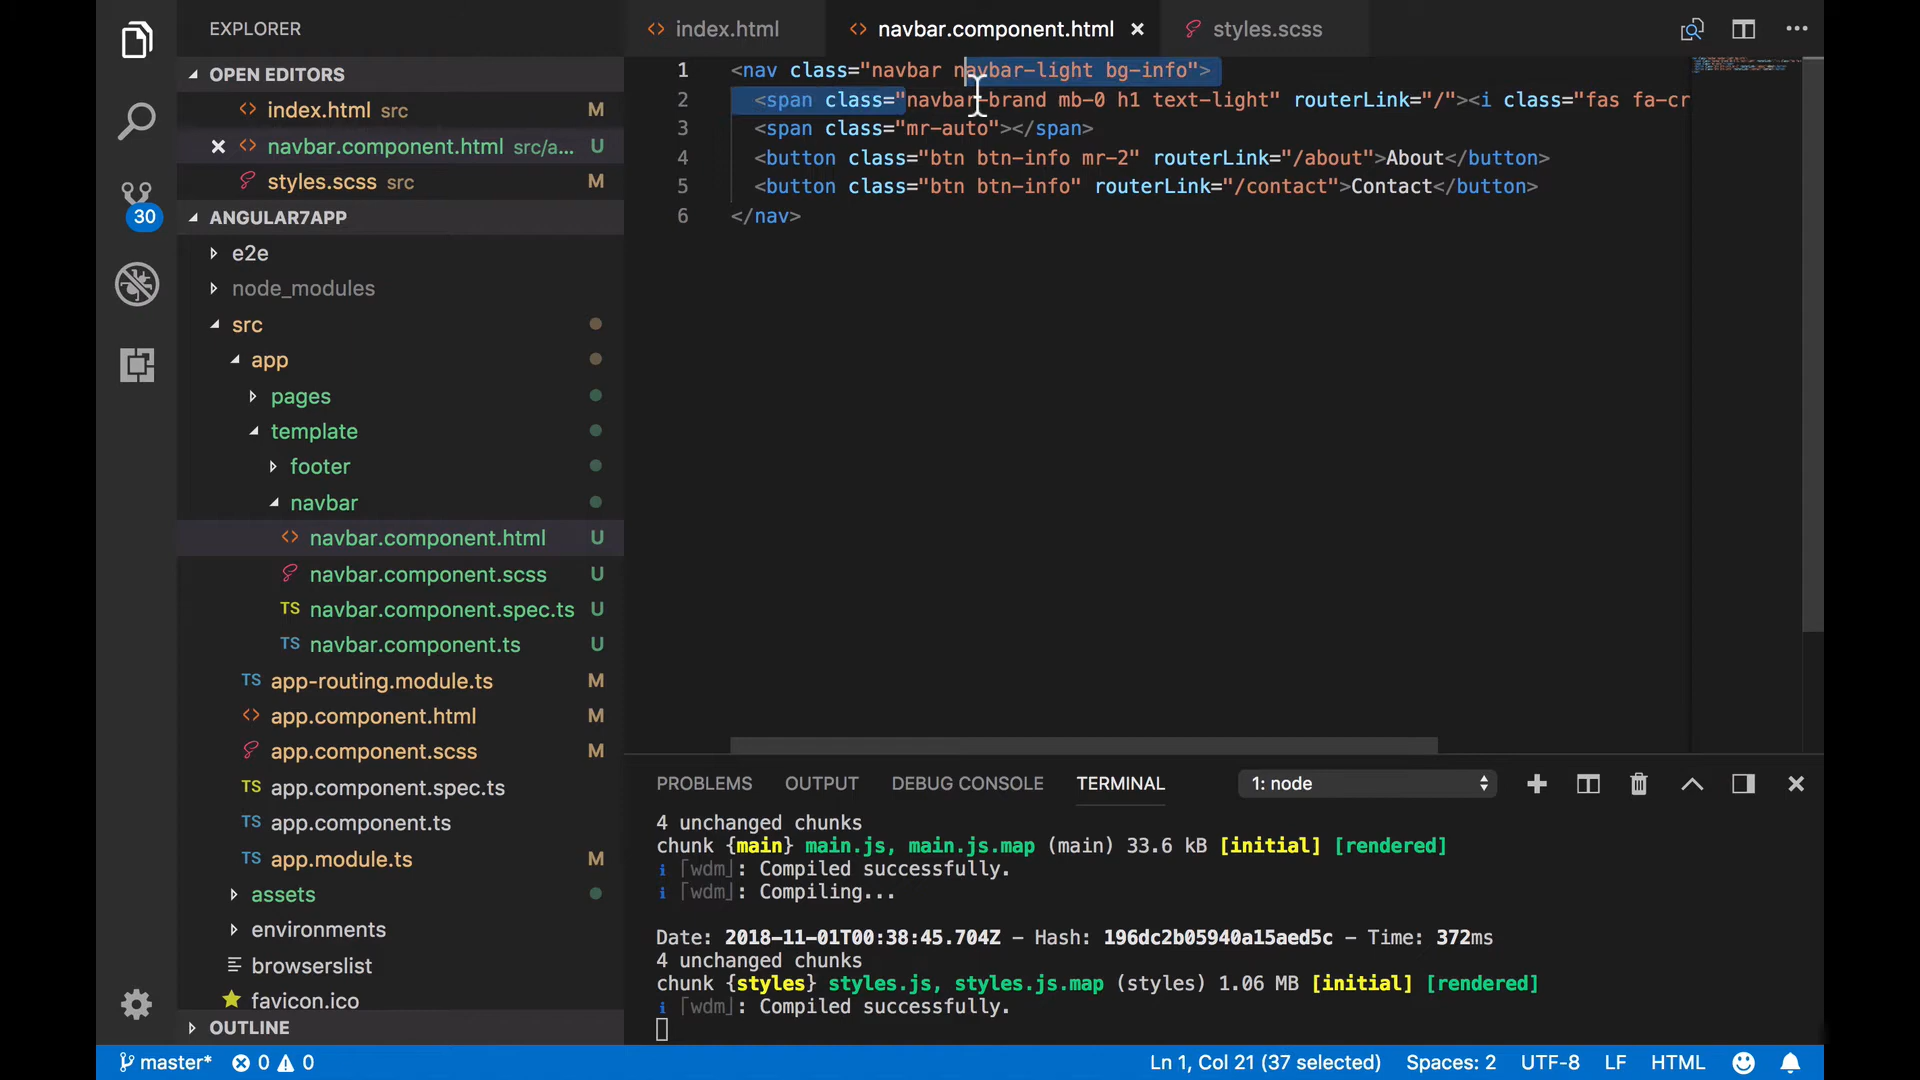 EXPLORER
OPEN EDITORS
index.html src M
navbar.component.html src/a... U
styles.scss src M
30
ANGULAR7APP
e2e
node_modules
src
app
pages
template
footer
navbar
navbar.component.html U
navbar.component.scss U
TS navbar.component.spec.ts U
TS navbar.component.ts U
TS app-routing.module.ts M
app.component.html M
app.component.scss M
TS app.component.spec.ts
TS app.component.ts
TS app.module.ts M
assets
environments
browserslist
favicon.ico
OUTLINE
index.html
navbar.component.html
styles.scss
1 <nav class="navbar navbar-light bg-info">
2 <span class="navbar-brand mb-0 h1 text-light" routerLink="/"><i class="fas fa-cr
3 <span class="mr-auto"></span>
4 <button class="btn btn-info mr-2" routerLink="/about">About</button>
5 <button class="btn btn-info" routerLink="/contact">Contact</button>
6 </nav>
PROBLEMS OUTPUT DEBUG CONSOLE TERMINAL 1: node
4 unchanged chunks
chunk {main} main.js, main.js.map (main) 33.6 kB [initial] [rendered]
i ⌈wdm⌋: Compiled successfully.
i ⌈wdm⌋: Compiling...
Date: 2018-11-01T00:38:45.704Z – Hash: 196dc2b05940a15aed5c – Time: 372ms
4 unchanged chunks
chunk {styles} styles.js, styles.js.map (styles) 1.06 MB [initial] [rendered]
i ⌈wdm⌋: Compiled successfully.
master* 0 0 Ln 1, Col 21 (37 selected) Spaces: 2 UTF-8 LF HTML